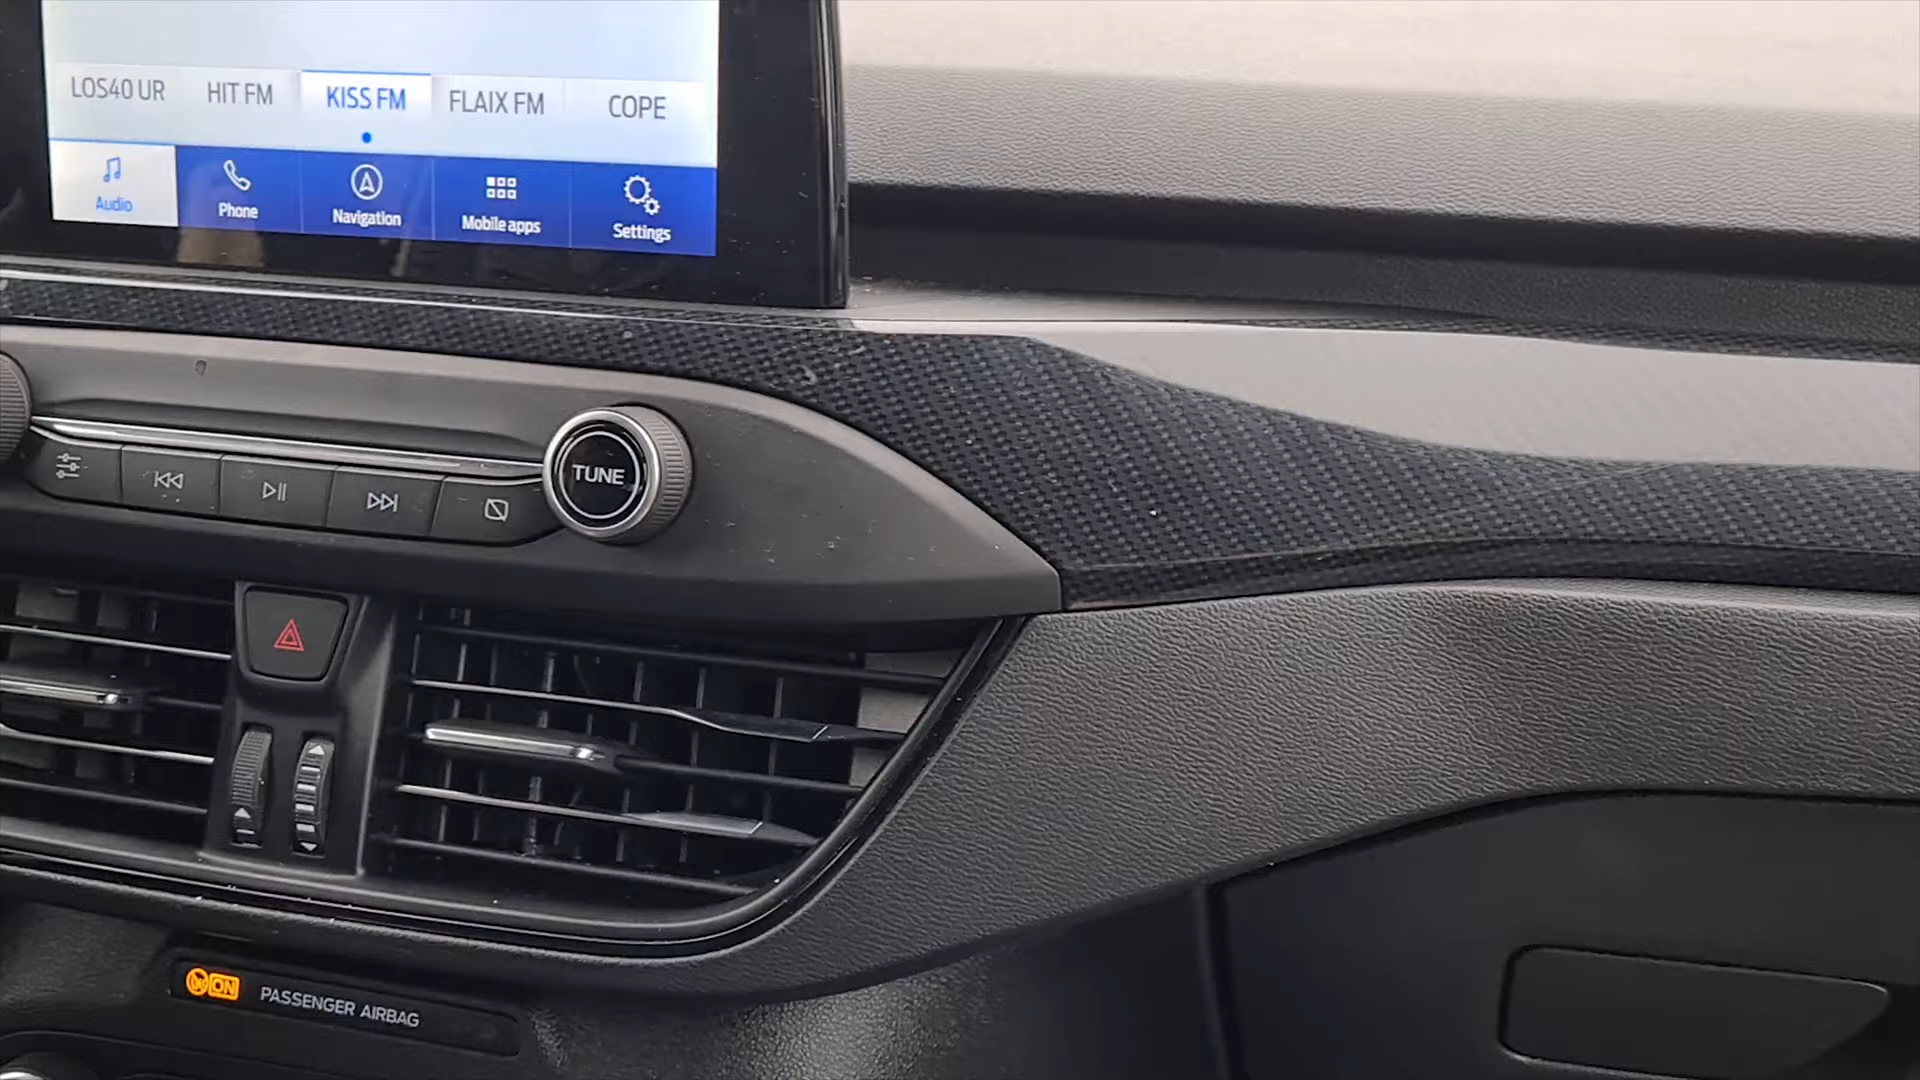 LOS40 UR HIT FM KISS FM FLAIX FM COPE
Audio Phone Navigation Mobile apps Settings
TUNE
ON PASSENGER AIRBAG